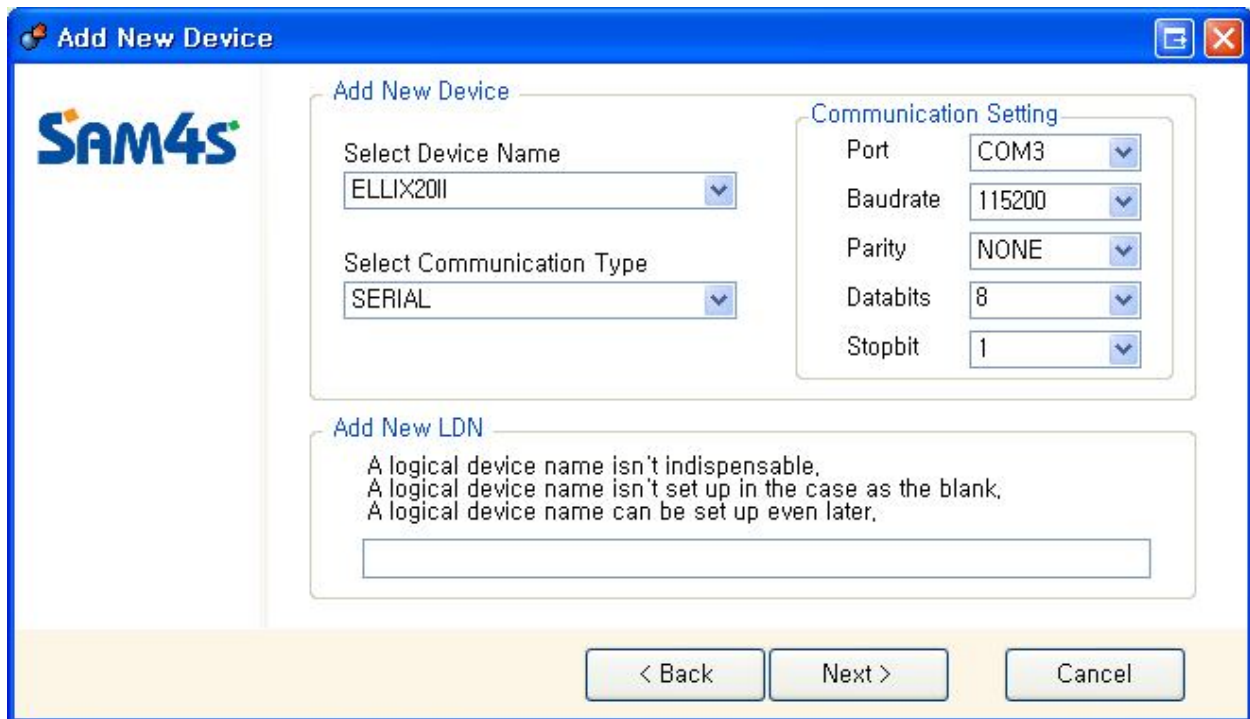 Add New Device
SAM4S
Add New Device
Select Device Name
ELLIX20II
Select Communication Type
SERIAL
Communication Setting
Port COM3
Baudrate 115200
Parity NONE
Databits 8
Stopbit 1
Add New LDN
A logical device name isn't indispensable,
A logical device name isn't set up in the case as the blank,
A logical device name can be set up even later,
< Back Next > Cancel